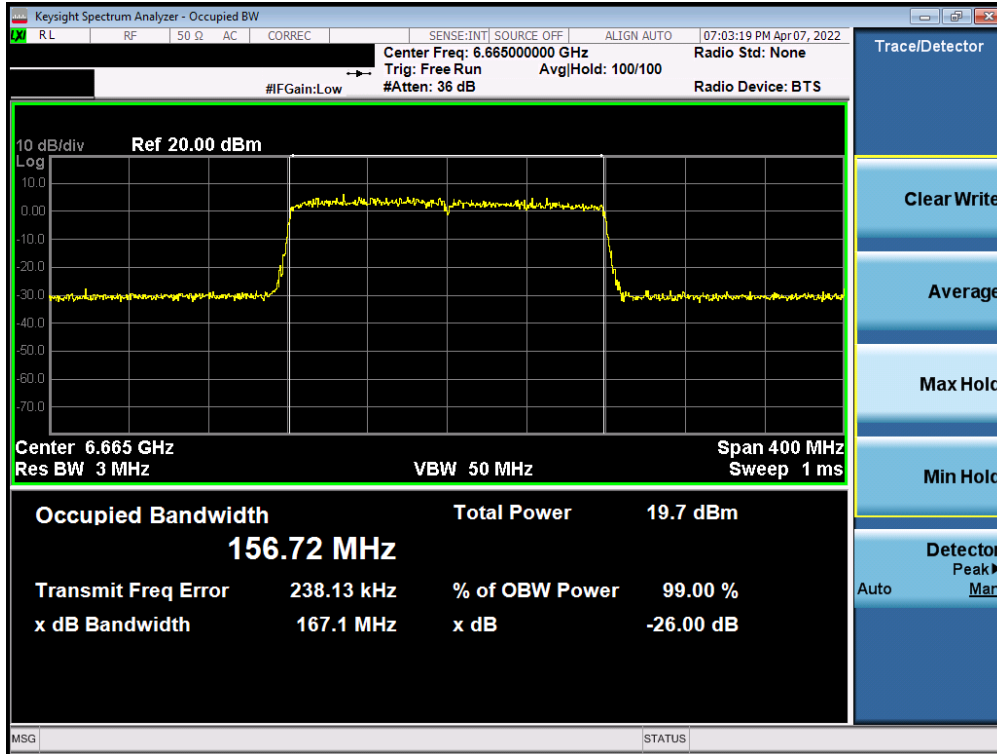 Keysight Spectrum Analyzer - Occupied BW
LXI RL RF 50 Ω AC CORREC SENSE:INT SOURCE OFF ALIGN AUTO 07:03:19 PM Apr 07, 2022
Center Freq: 6.665000000 GHz Radio Std: None
Trig: Free Run Avg|Hold: 100/100
#IFGain:Low #Atten: 36 dB Radio Device: BTS
Trace/Detector
10 dB/div Ref 20.00 dBm
Log
10.0
0.00
-10.0
-20.0
-30.0
-40.0
-50.0
-60.0
-70.0
Center 6.665 GHz Span 400 MHz
Res BW 3 MHz VBW 50 MHz Sweep 1 ms
Occupied Bandwidth Total Power 19.7 dBm
156.72 MHz
Transmit Freq Error 238.13 kHz % of OBW Power 99.00 %
x dB Bandwidth 167.1 MHz x dB -26.00 dB
Clear Write
Average
Max Hold
Min Hold
Detector
Peak
Auto Man
MSG STATUS